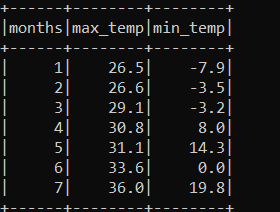 +------+--------+--------+
|months|max_temp|min_temp|
+------+--------+--------+
|     1|    26.5|    -7.9|
|     2|    26.6|    -3.5|
|     3|    29.1|    -3.2|
|     4|    30.8|     8.0|
|     5|    31.1|    14.3|
|     6|    33.6|     0.0|
|     7|    36.0|    19.8|
+------+--------+--------+